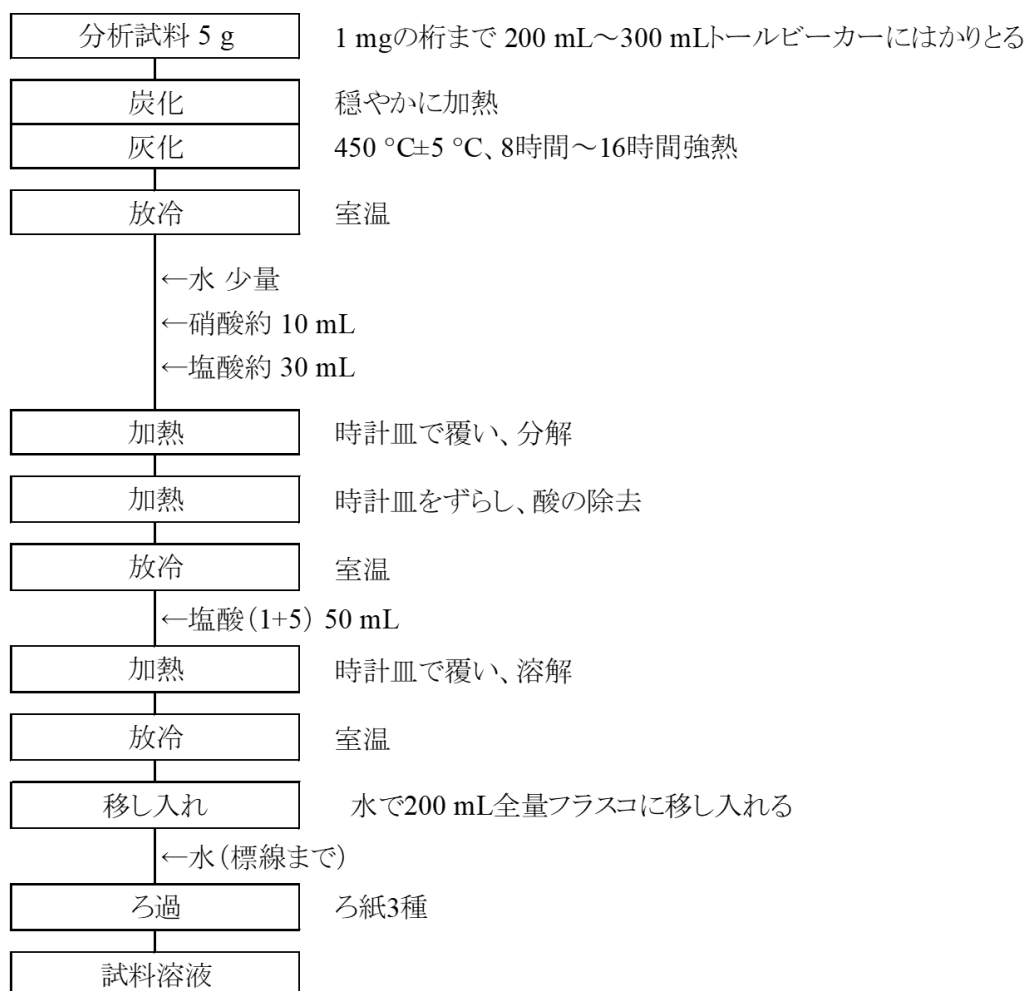 分析試料 5 g 1 mgの桁まで 200 mL～300 mLトールビーカーにはかりとる
炭化 穏やかに加熱
灰化 450 °C±5 °C、8時間～16時間強熱
放冷 室温
←水 少量
←硝酸約 10 mL
←塩酸約 30 mL
加熱 時計皿で覆い、分解
加熱 時計皿をずらし、酸の除去
放冷 室温
←塩酸（1+5） 50 mL
加熱 時計皿で覆い、溶解
放冷 室温
移し入れ 水で200 mL全量フラスコに移し入れる
←水（標線まで）
ろ過 ろ紙3種
試料溶液